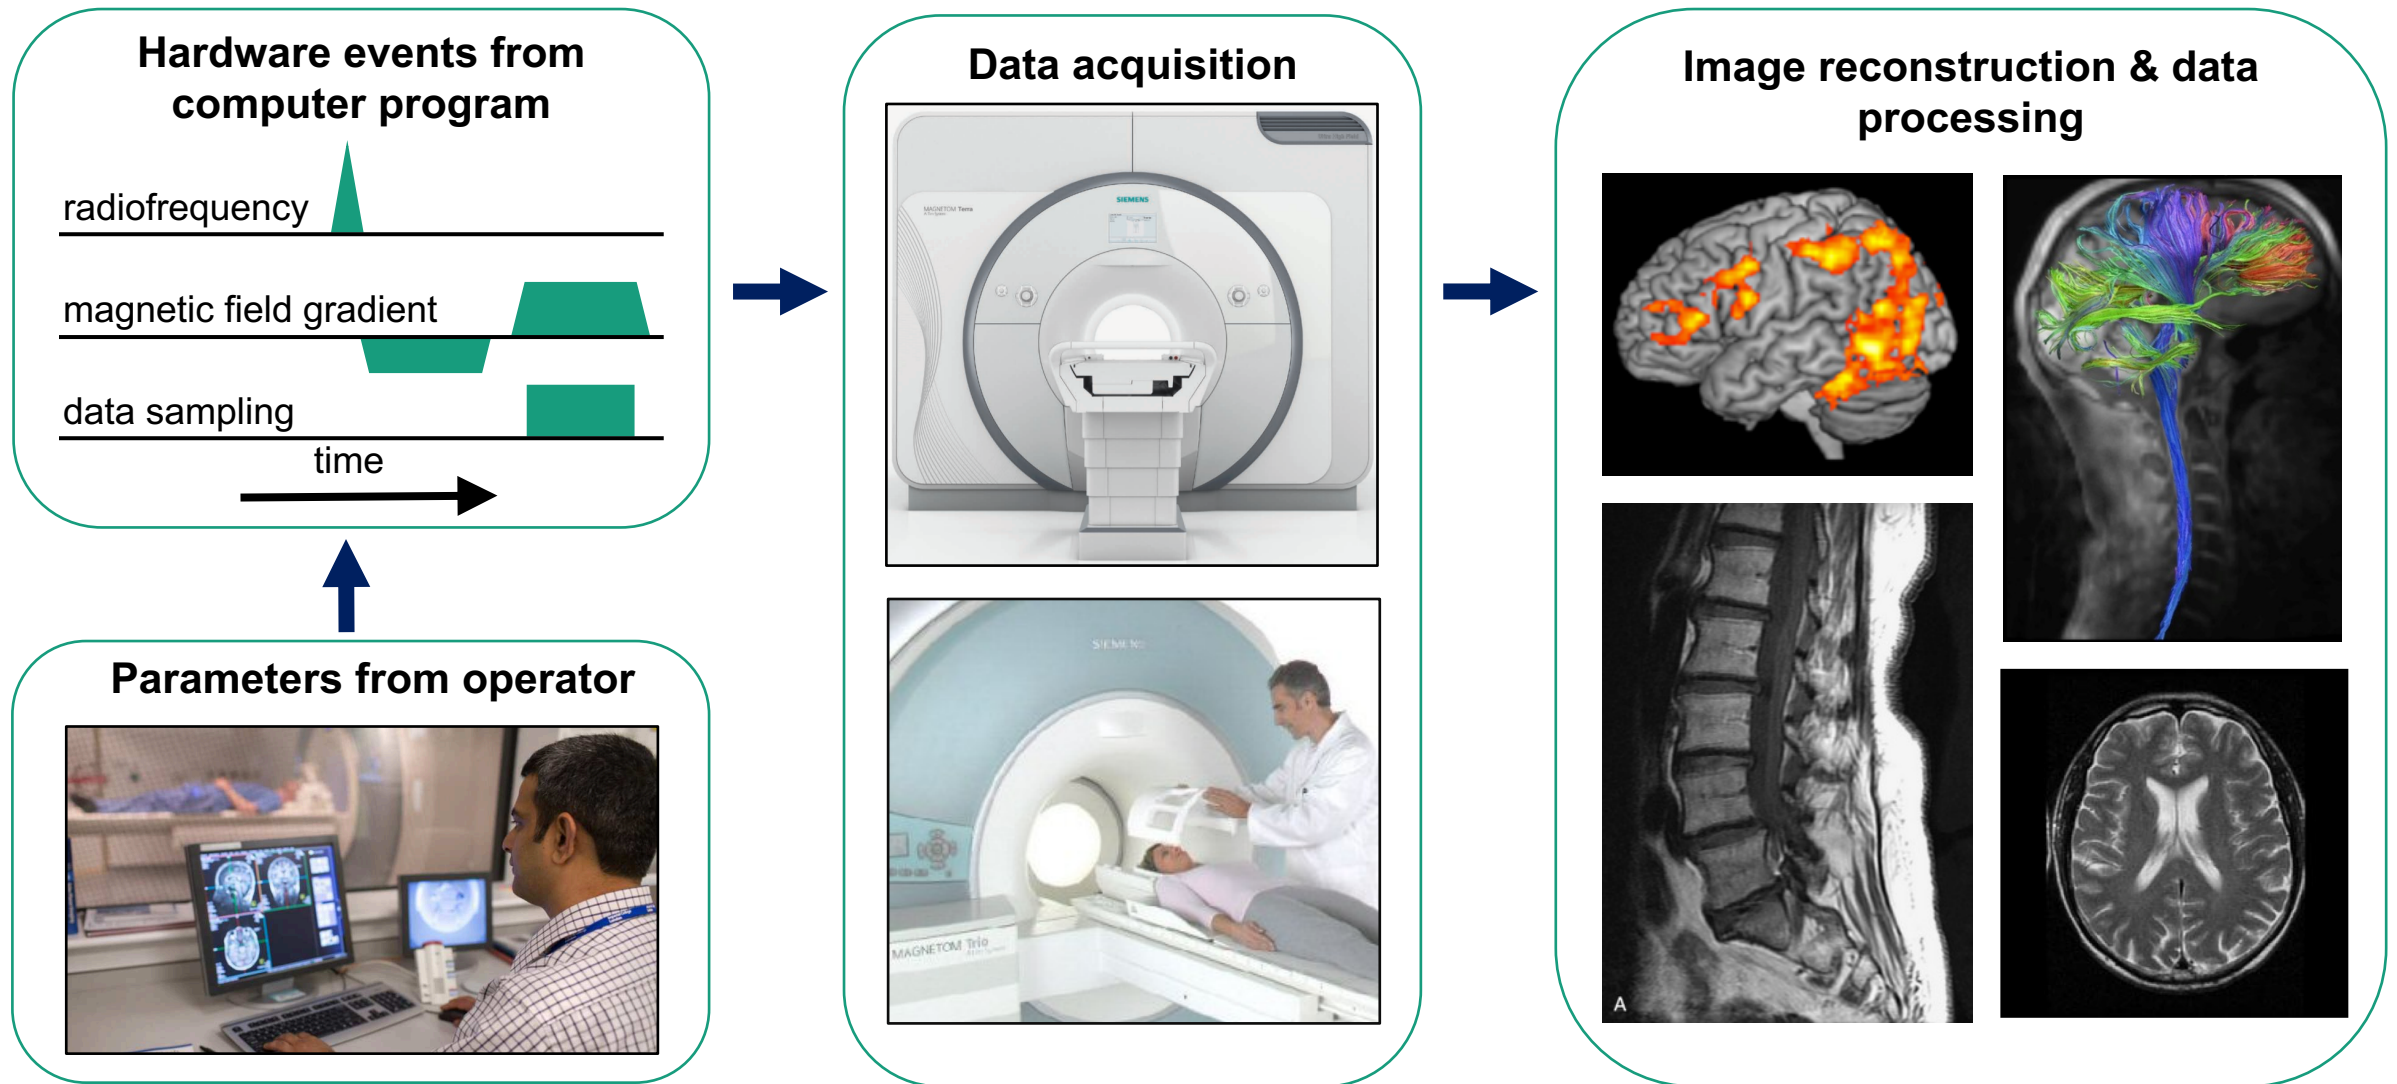 Hardware events from
computer program
radiofrequency
magnetic field gradient
data sampling
time
Parameters from operator
Data acquisition
SIEMENS
MAGNETOM Terra
SIEMENS
MAGNETOM Trio
Image reconstruction & data
processing
A